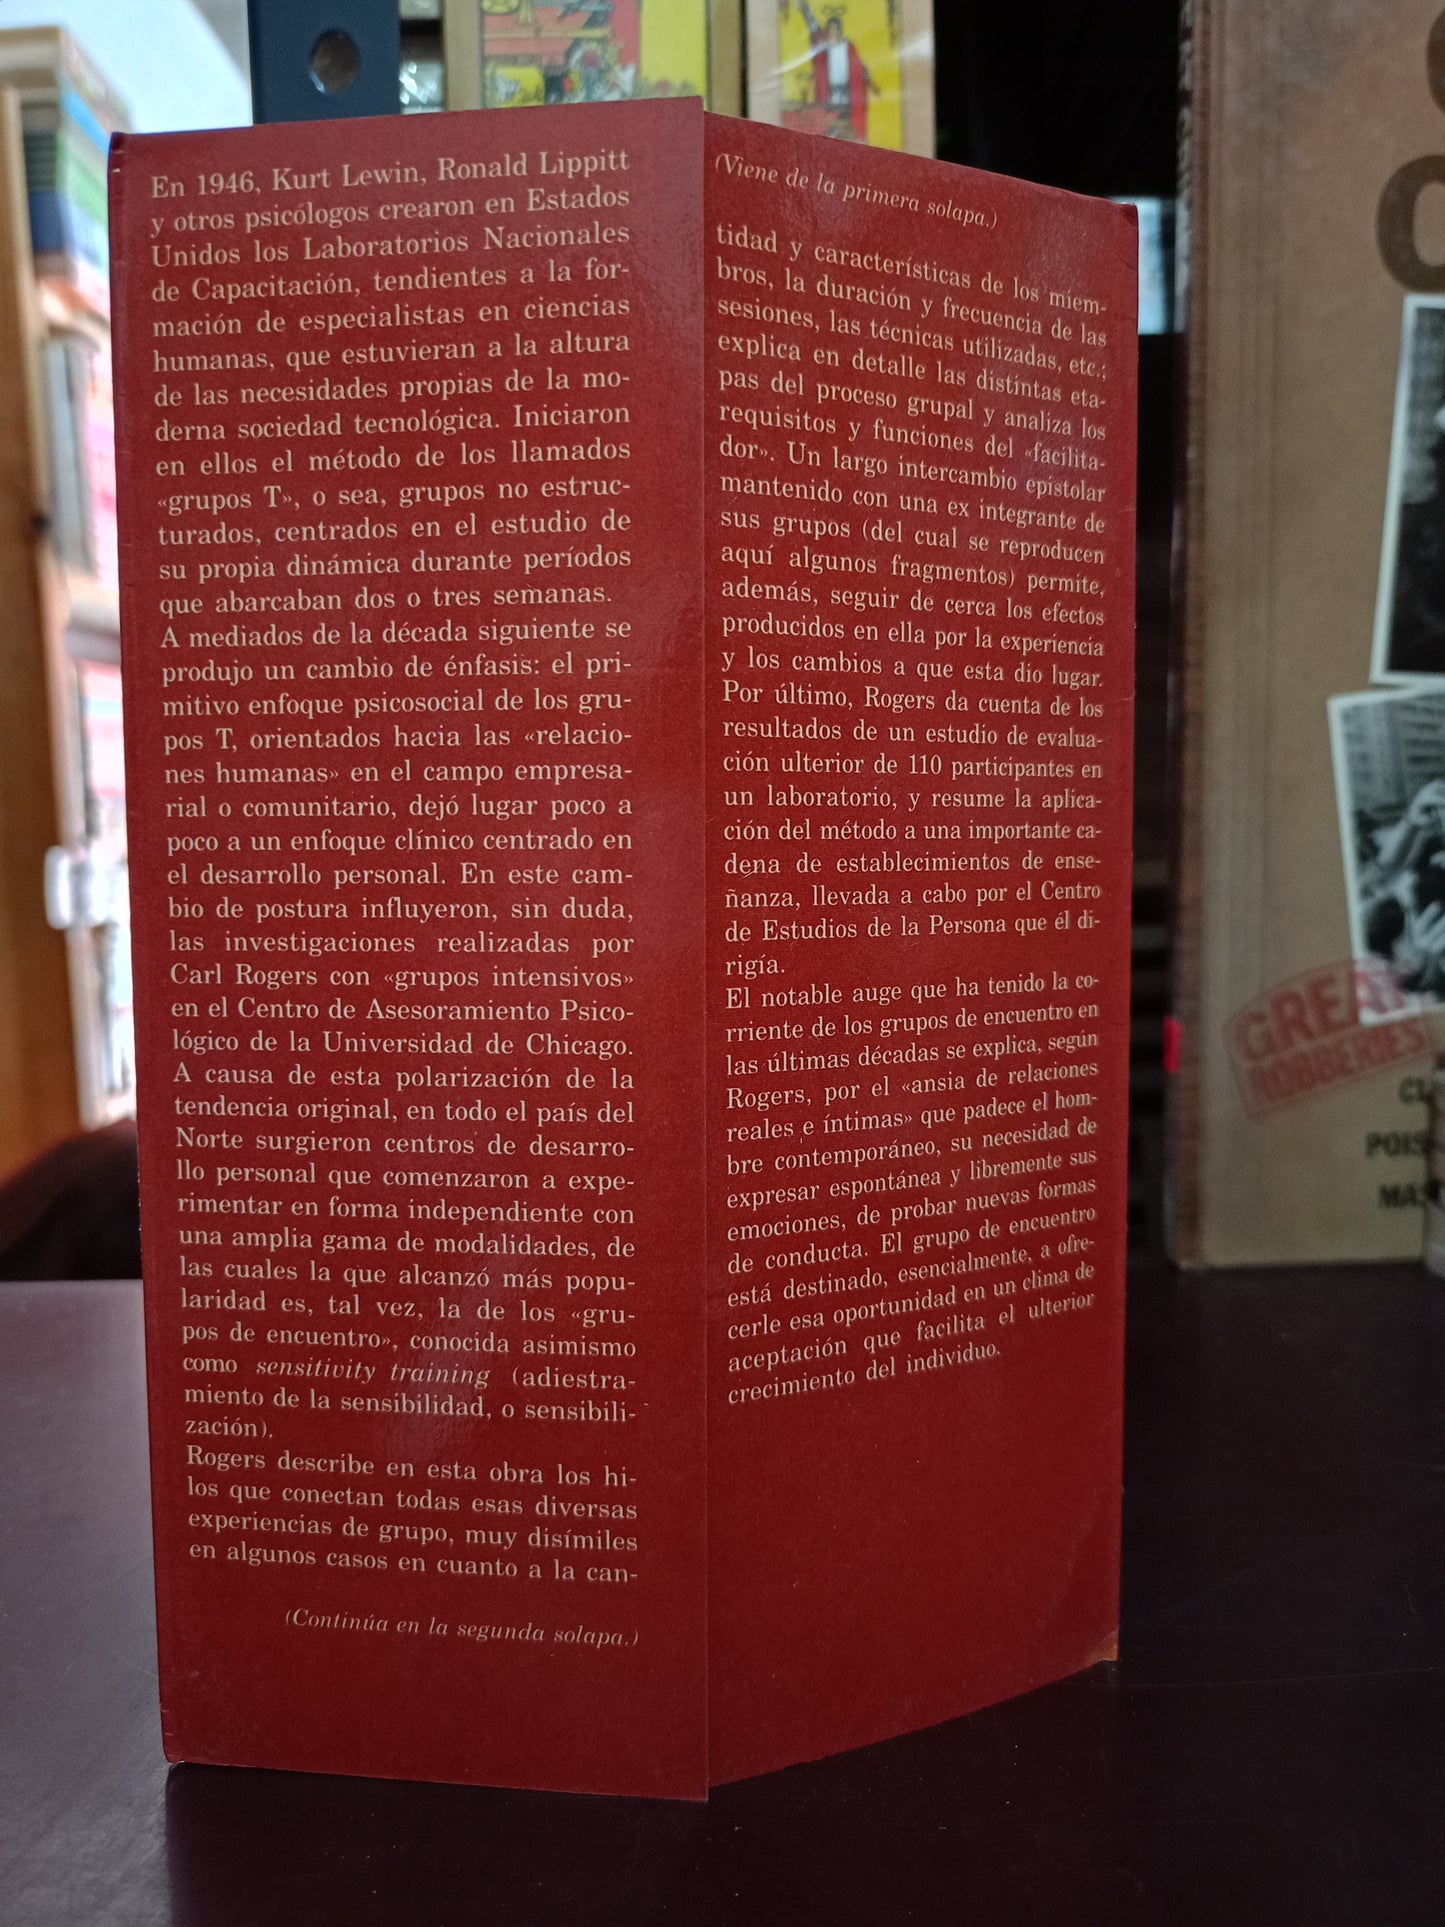 En 1946, Kurt Lewin, Ronald Lippitt
y otros psicólogos crearon en Estados
Unidos los Laboratorios Nacionales
de Capacitación, tendientes a la for-
mación de especialistas en ciencias
humanas, que estuvieran a la altura
de las necesidades propias de la mo-
derna sociedad tecnológica. Iniciaron
en ellos el método de los llamados
«grupos T», o sea, grupos no estruc-
turados, centrados en el estudio de
su propia dinámica durante períodos
que abarcaban dos o tres semanas.
A mediados de la década siguiente se
produjo un cambio de énfasis: el pri-
mitivo enfoque psicosocial de los gru-
pos T, orientados hacia las «relacio-
nes humanas» en el campo empresa-
rial o comunitario, dejó lugar poco a
poco a un enfoque clínico centrado en
el desarrollo personal. En este cam-
bio de postura influyeron, sin duda,
las investigaciones realizadas por
Carl Rogers con «grupos intensivos»
en el Centro de Asesoramiento Psico-
lógico de la Universidad de Chicago.
A causa de esta polarización de la
tendencia original, en todo el país del
Norte surgieron centros de desarro-
llo personal que comenzaron a expe-
rimentar en forma independiente con
una amplia gama de modalidades, de
las cuales la que alcanzó más popu-
laridad es, tal vez, la de los «gru-
pos de encuentro», conocida asimismo
como sensitivity training (adiestra-
miento de la sensibilidad, o sensibili-
zación).
Rogers describe en esta obra los hi-
los que conectan todas esas diversas
experiencias de grupo, muy disímiles
en algunos casos en cuanto a la can-
(Continúa en la segunda solapa.)
(Viene de la primera solapa.)
tidad y características de los miem-
bros, la duración y frecuencia de las
sesiones, las técnicas utilizadas, etc.;
explica en detalle las distintas eta-
pas del proceso grupal y analiza los
requisitos y funciones del «facilita-
dor». Un largo intercambio epistolar
mantenido con una ex integrante de
sus grupos (del cual se reproducen
aquí algunos fragmentos) permite,
además, seguir de cerca los efectos
producidos en ella por la experiencia
y los cambios a que esta dio lugar.
Por último, Rogers da cuenta de los
resultados de un estudio de evalua-
ción ulterior de 110 participantes en
un laboratorio, y resume la aplica-
ción del método a una importante ca-
dena de establecimientos de ense-
ñanza, llevada a cabo por el Centro
de Estudios de la Persona que él di-
rigía.
El notable auge que ha tenido la co-
rriente de los grupos de encuentro en
las últimas décadas se explica, según
Rogers, por el «ansia de relaciones
reales e íntimas» que padece el hom-
bre contemporáneo, su necesidad de
expresar espontánea y libremente sus
emociones, de probar nuevas formas
de conducta. El grupo de encuentro
está destinado, esencialmente, a ofre-
cerle esa oportunidad en un clima de
aceptación que facilita el ulterior
crecimiento del individuo.
GREAT